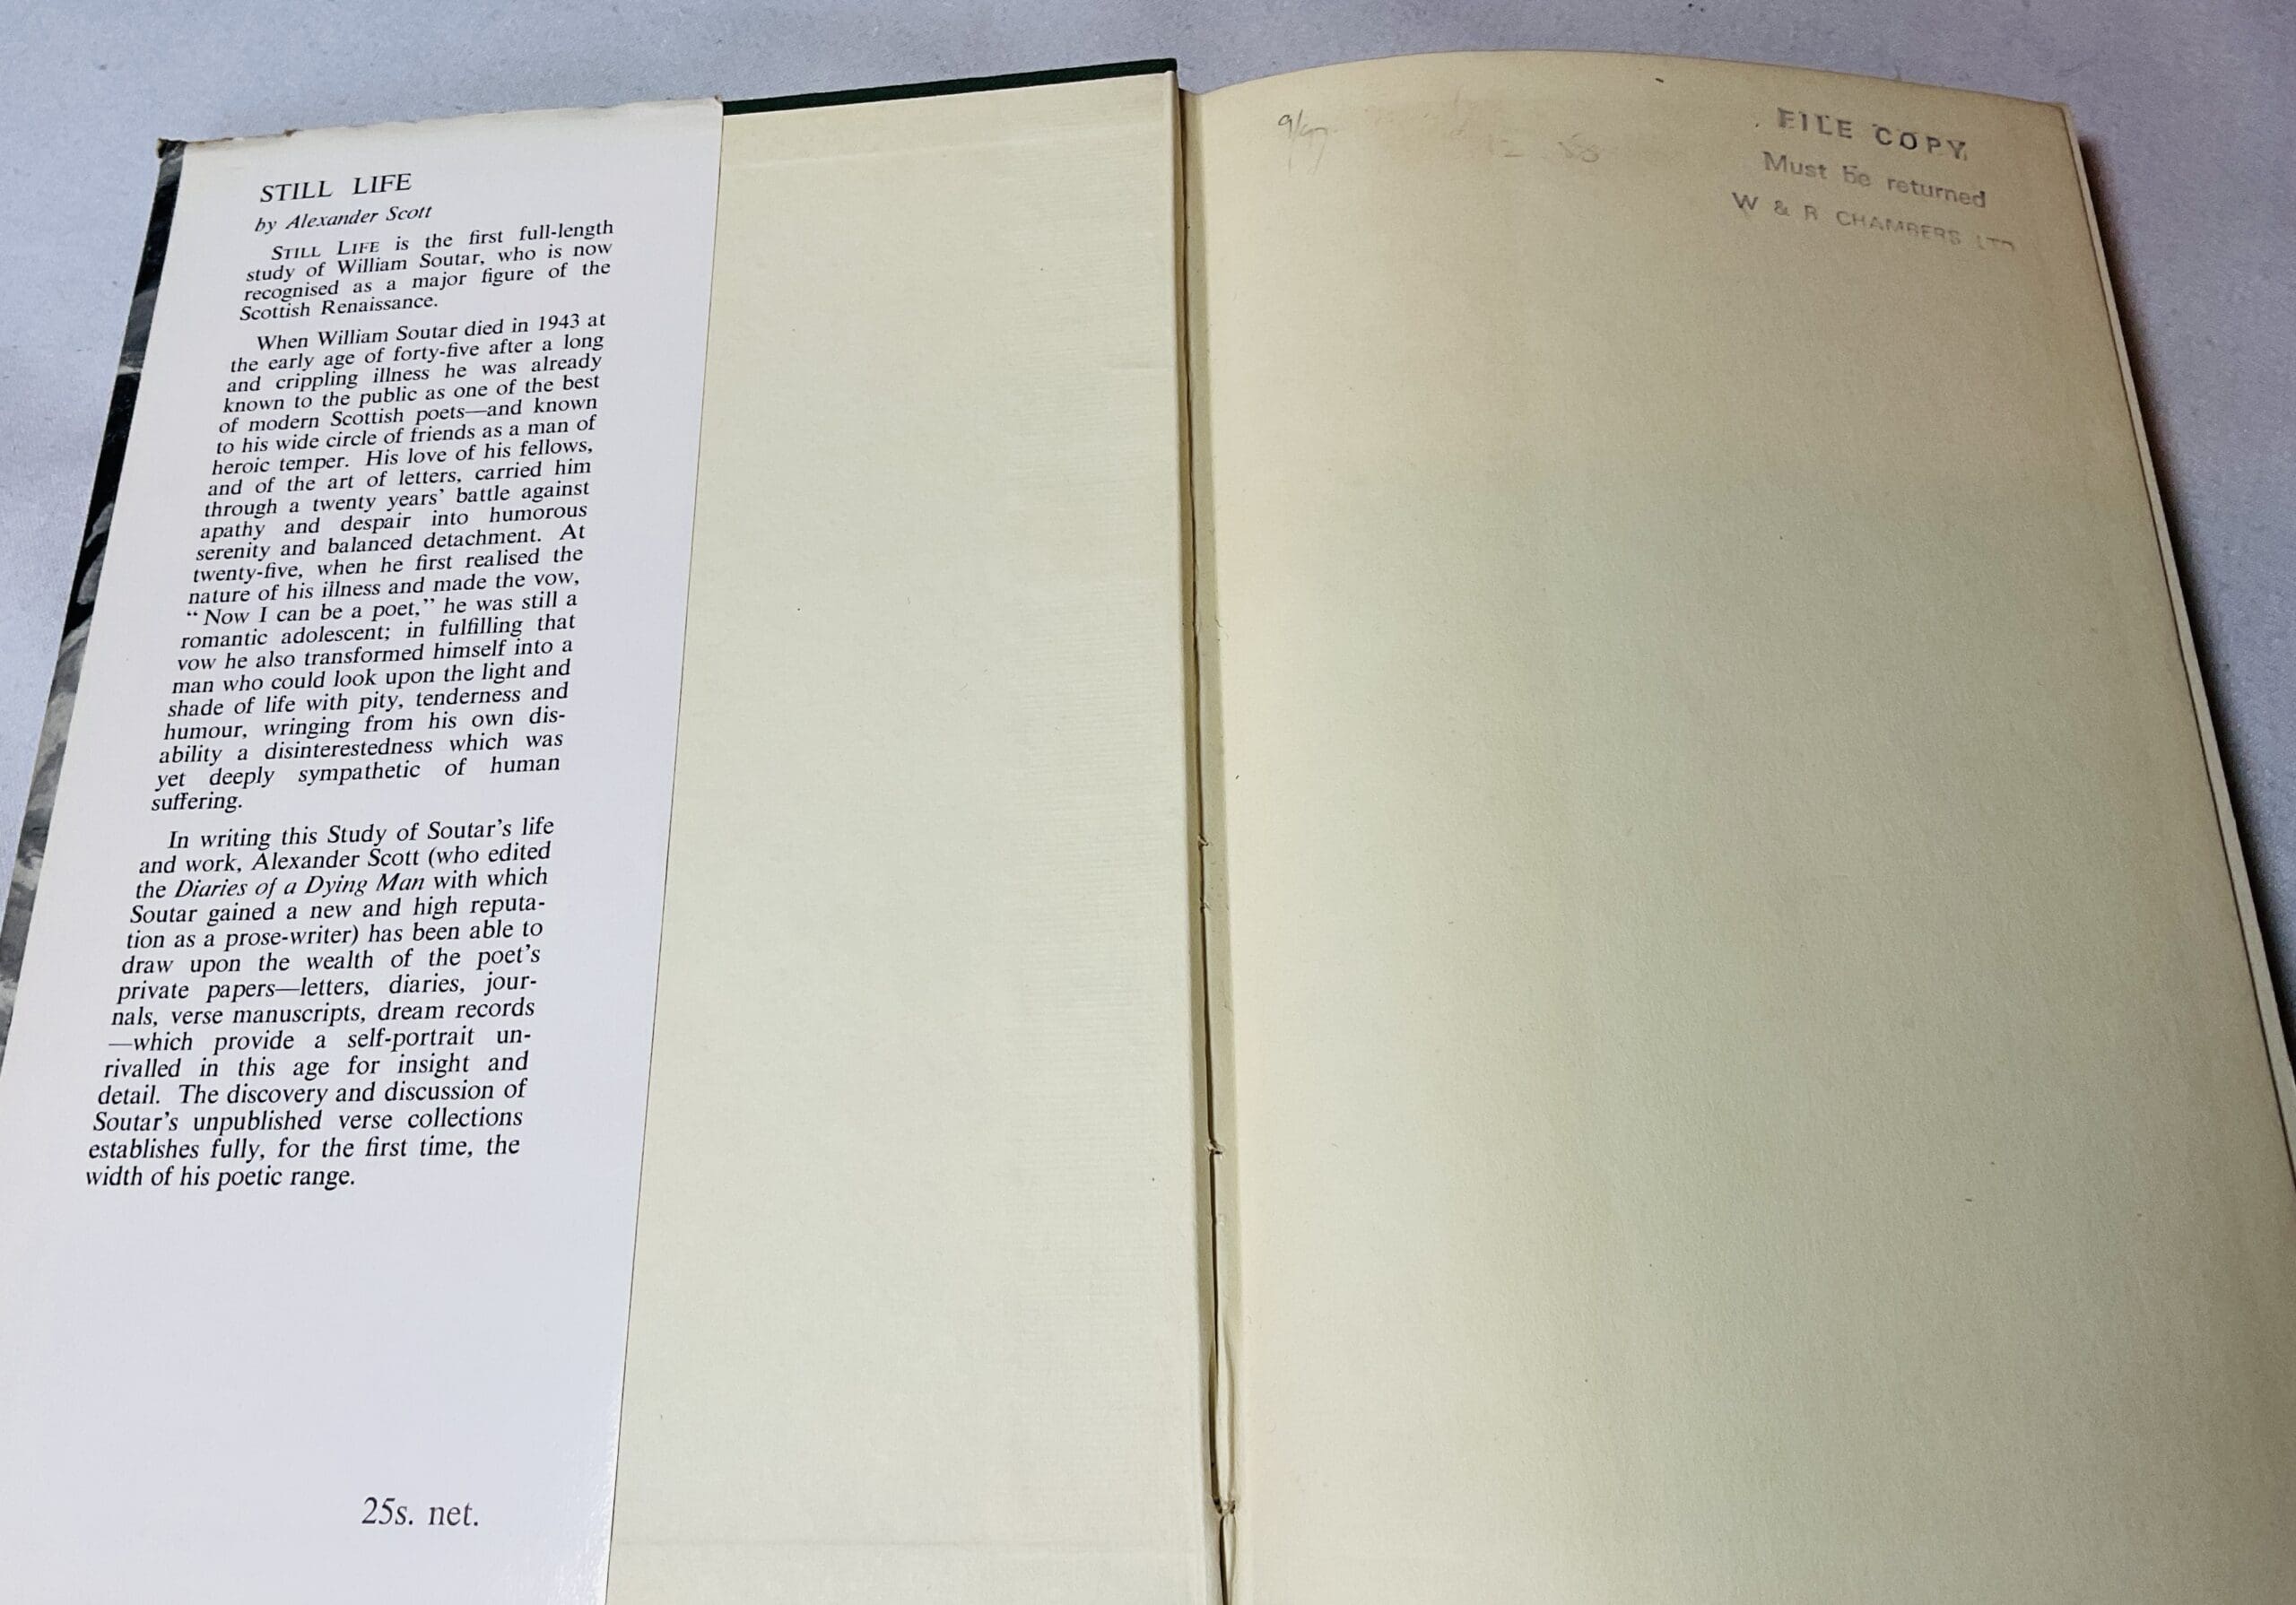 STILL LIFE
by Alexander Scott
STILL LIFE is the first full-length
study of William Soutar, who is now
recognised as a major figure of the
Scottish Renaissance.
When William Soutar died in 1943 at
the early age of forty-five after a long
and crippling illness he was already
known to the public as one of the best
of modern Scottish poets—and known
to his wide circle of friends as a man of
heroic temper. His love of his fellows,
and of the art of letters, carried him
through a twenty years' battle against
apathy and despair into humorous
serenity and balanced detachment. At
twenty-five, when he first realised the
nature of his illness and made the vow,
“Now I can be a poet,” he was still a
romantic adolescent; in fulfilling that
vow he also transformed himself into a
man who could look upon the light and
shade of life with pity, tenderness and
humour, wringing from his own dis-
ability a disinterestedness which was
yet deeply sympathetic of human
suffering.
In writing this Study of Soutar's life
and work, Alexander Scott (who edited
the Diaries of a Dying Man with which
Soutar gained a new and high reputa-
tion as a prose-writer) has been able to
draw upon the wealth of the poet's
private papers—letters, diaries, jour-
nals, verse manuscripts, dream records
—which provide a self-portrait un-
rivalled in this age for insight and
detail. The discovery and discussion of
Soutar's unpublished verse collections
establishes fully, for the first time, the
width of his poetic range.
25s. net.
9/97
FILE COPY
Must be returned
W & R CHAMBERS LTD